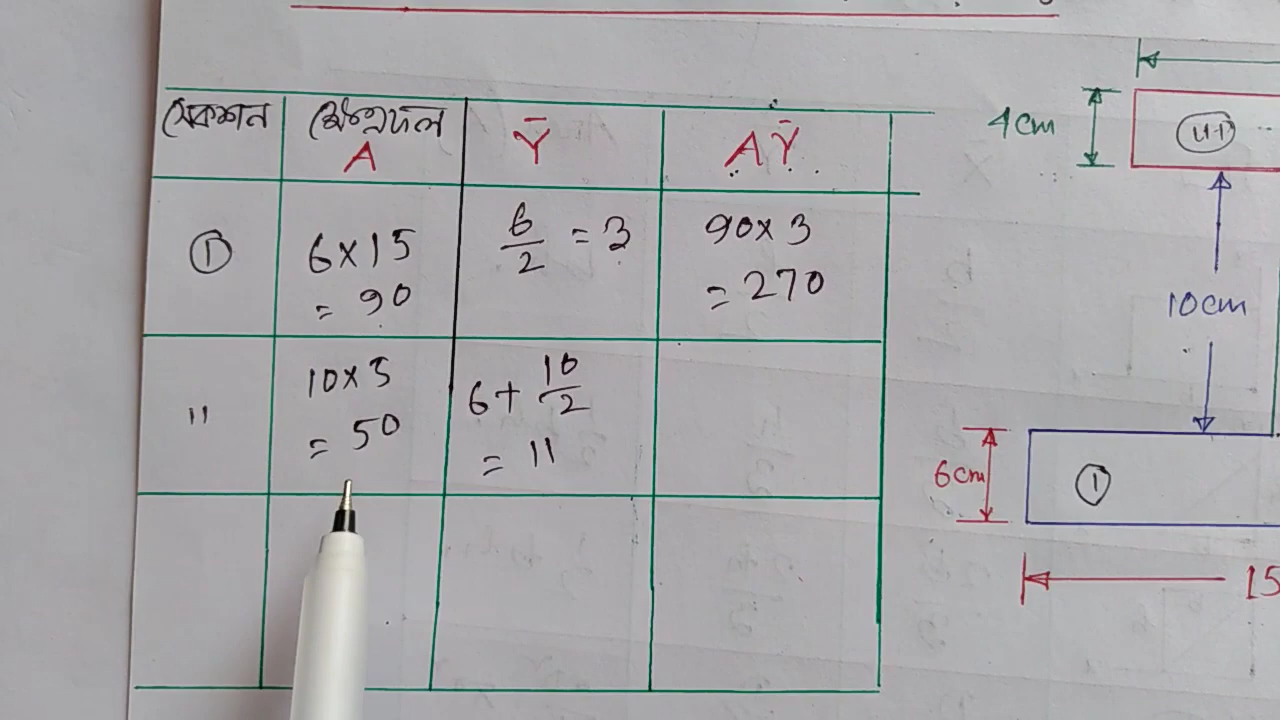 সেকশন ক্ষেত্রফল Ȳ AȲ
A
① 6×15 6/2 = 3 90×3
= 90 = 270
11 10×5 6+ 10/2
= 50 = 11
4cm
10cm
6cm ①
15